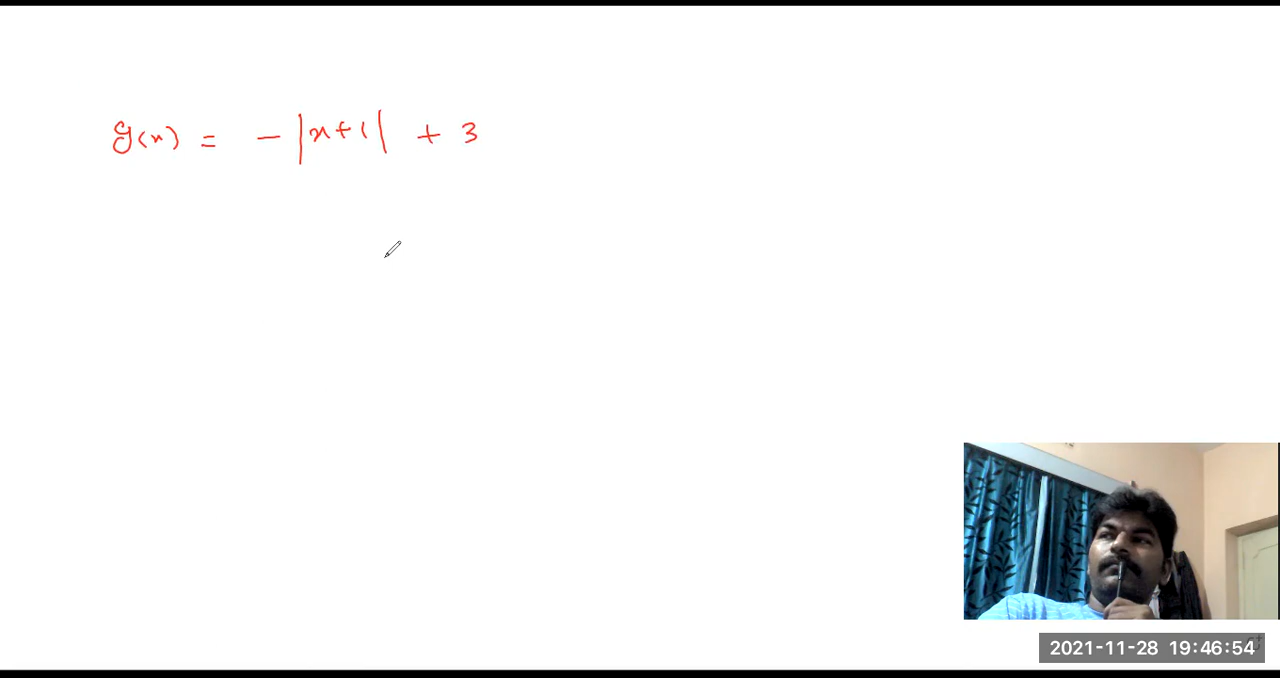 g(x) = - |x+1| + 3
2021-11-28 19:46:54